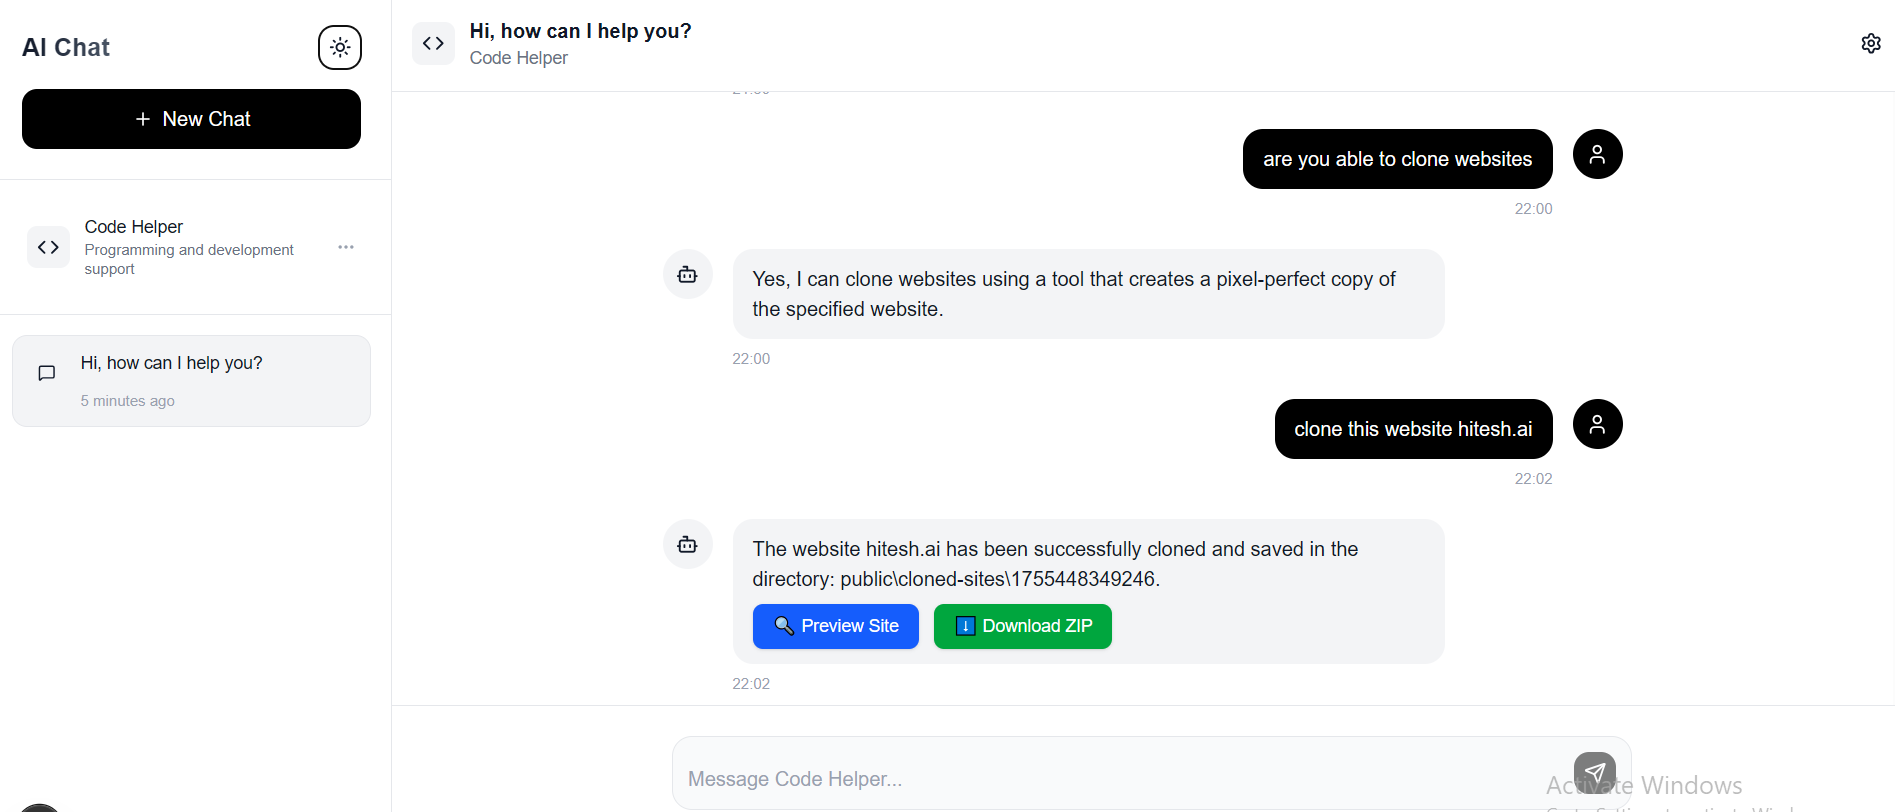 AI Chat
+ New Chat
Code Helper
Programming and development
support
Hi, how can I help you?
5 minutes ago
Hi, how can I help you?
Code Helper
are you able to clone websites
22:00
Yes, I can clone websites using a tool that creates a pixel-perfect copy of
the specified website.
22:00
clone this website hitesh.ai
22:02
The website hitesh.ai has been successfully cloned and saved in the
directory: public\cloned-sites\1755448349246.
Preview Site
Download ZIP
22:02
Message Code Helper...
Activate Windows